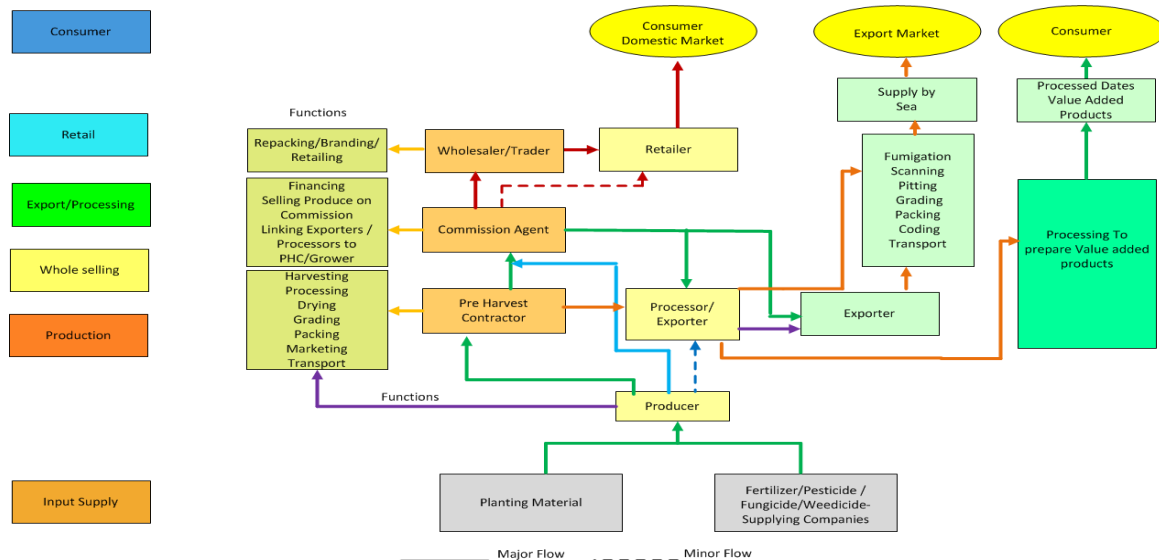 Consumer
Retail
Export/Processing
Whole selling
Production
Input Supply
Consumer
Domestic Market
Export Market
Consumer
Supply by
Sea
Processed Dates
Value Added
Products
Functions
Repacking/Branding/
Retailing
Wholesaler/Trader
Retailer
Fumigation
Scanning
Pitting
Grading
Packing
Coding
Transport
Financing
Selling Produce on
Commission
Linking Exporters /
Processors to
PHC/Grower
Commission Agent
Processing To
prepare Value added
products
Harvesting
Processing
Drying
Grading
Packing
Marketing
Transport
Pre Harvest
Contractor
Processor/
Exporter
Exporter
Functions
Producer
Planting Material
Fertilizer/Pesticide /
Fungicide/Weedicide-
Supplying Companies
Major Flow
Minor Flow